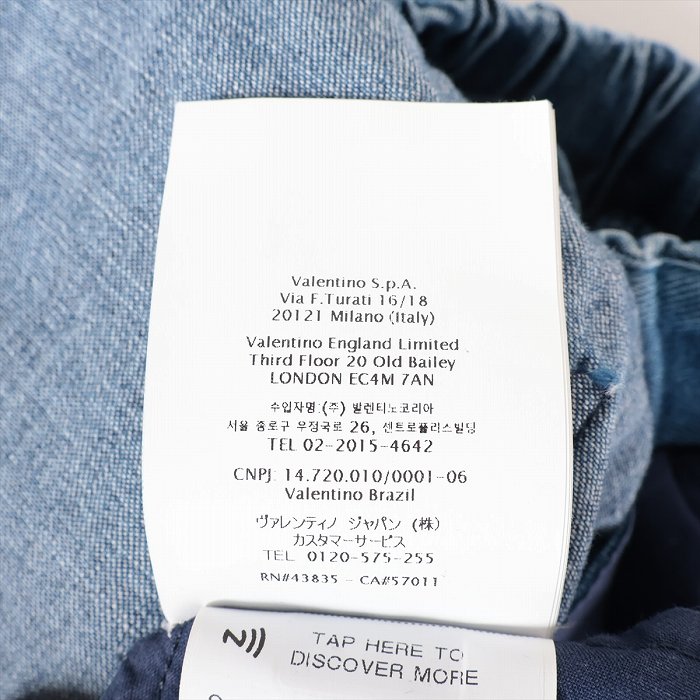 Valentino S.p.A.
Via F.Turati 16/18
20121 Milano (Italy)
Valentino England Limited
Third Floor 20 Old Bailey
LONDON EC4M 7AN
수입자명:(주) 발렌티노코리아
서울 종로구 우정국로 26, 센트로폴리스빌딩
TEL 02-2015-4642
CNPJ: 14.720.010/0001-06
Valentino Brazil
ヴァレンティノ ジャパン (株)
カスタマーサービス
TEL 0120-575-255
RN#43835 - CA#57011
TAP HERE TO
DISCOVER MORE